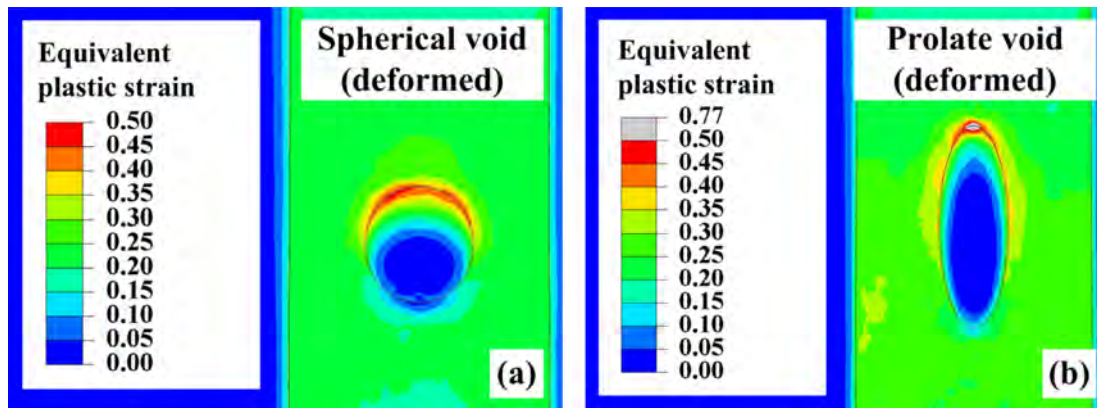 Equivalent
plastic strain
0.50
0.45
0.40
0.35
0.30
0.25
0.20
0.15
0.10
0.05
0.00
Spherical void
(deformed)
(a)
Equivalent
plastic strain
0.77
0.50
0.45
0.40
0.35
0.30
0.25
0.20
0.15
0.10
0.05
0.00
Prolate void
(deformed)
(b)